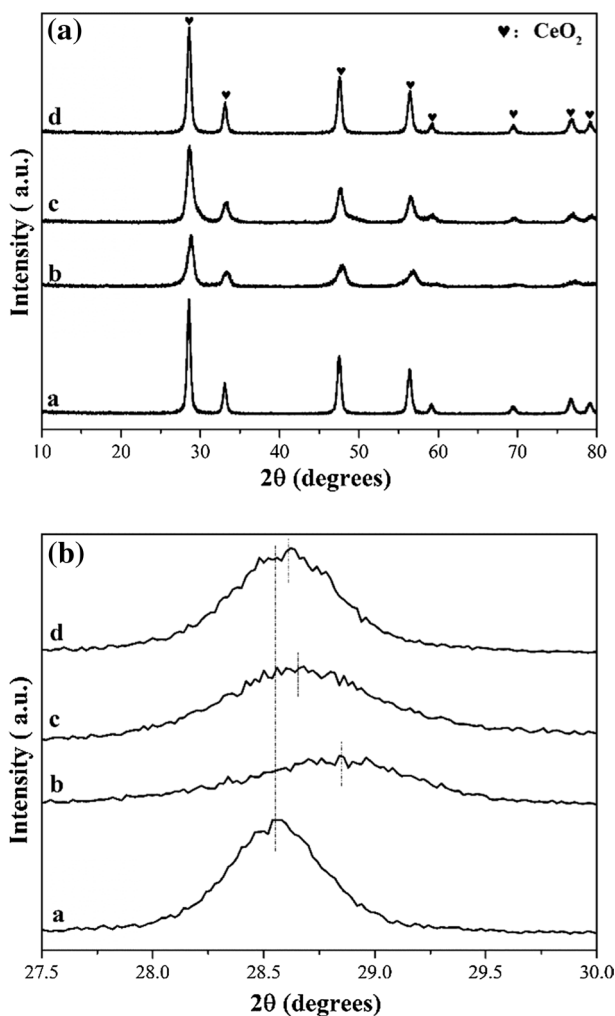 (a)
♥: CeO₂
d
c
b
a
Intensity ( a.u.)
10 20 30 40 50 60 70 80
2θ (degrees)
(b)
d
c
b
a
Intensity ( a.u.)
27.5 28.0 28.5 29.0 29.5 30.0
2θ (degrees)